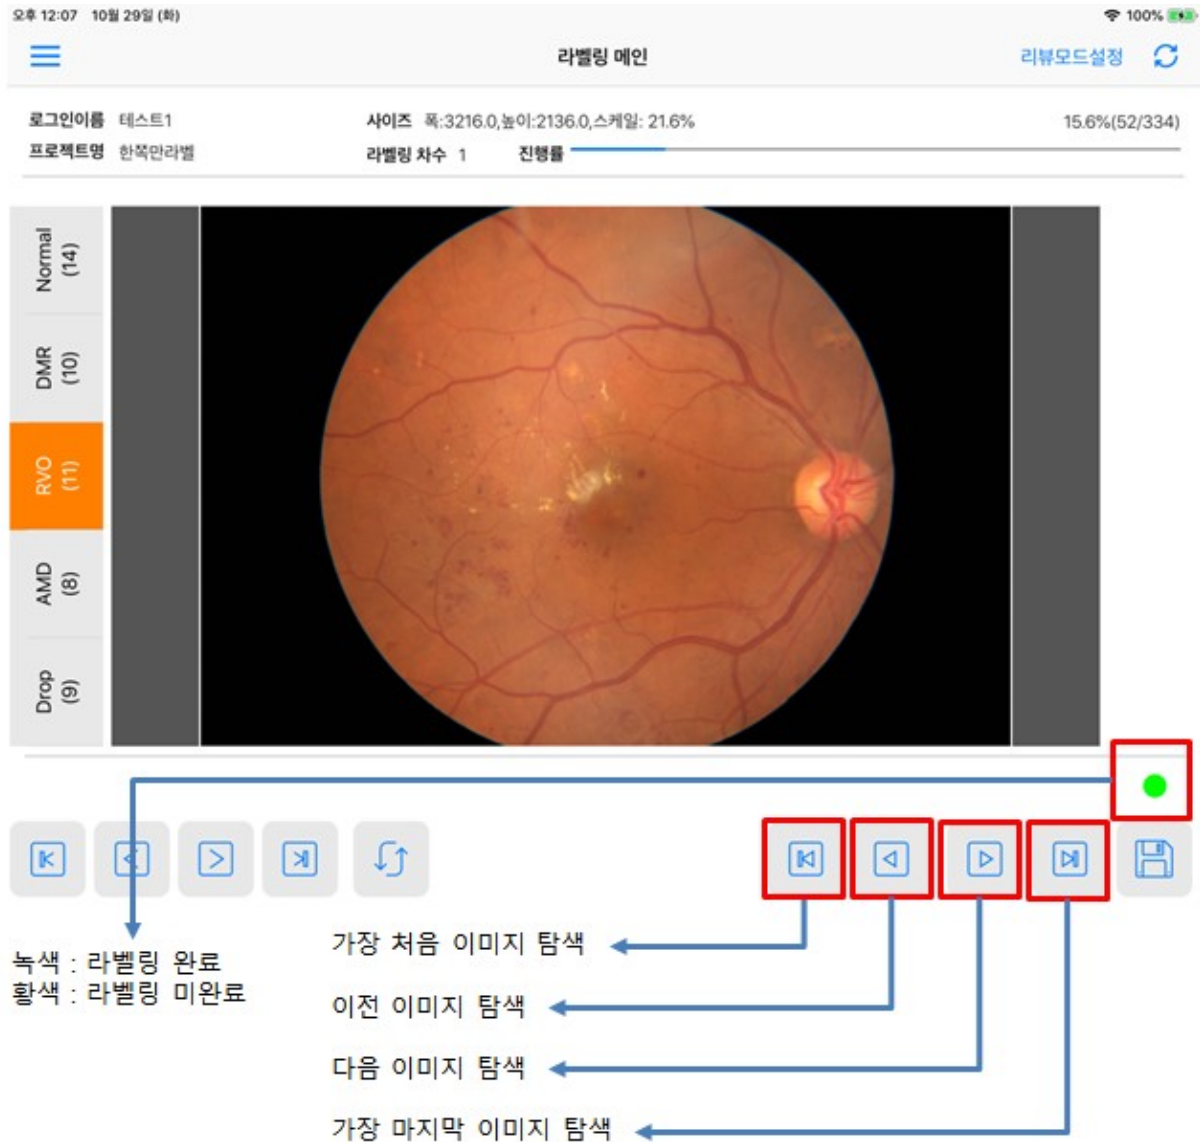 오후 12:07 10월 29일 (화)
100%
라벨링 메인
리뷰모드설정
로그인이름 테스트1
사이즈 폭:3216.0,높이:2136.0,스케일: 21.6%
15.6%(52/334)
프로젝트명 한쪽만라벨
라벨링 차수 1
진행률
Normal
(14)
DMR
(10)
RVO
(11)
AMD
(8)
Drop
(9)
녹색 : 라벨링 완료
황색 : 라벨링 미완료
가장 처음 이미지 탐색
이전 이미지 탐색
다음 이미지 탐색
가장 마지막 이미지 탐색